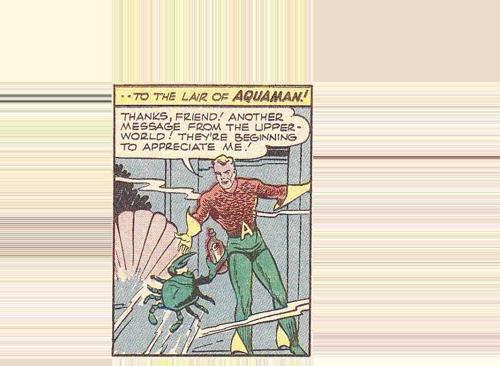 --TO THE LAIR OF AQUAMAN!
THANKS, FRIEND! ANOTHER
MESSAGE FROM THE UPPER-
WORLD! THEY'RE BEGINNING
TO APPRECIATE ME!
A